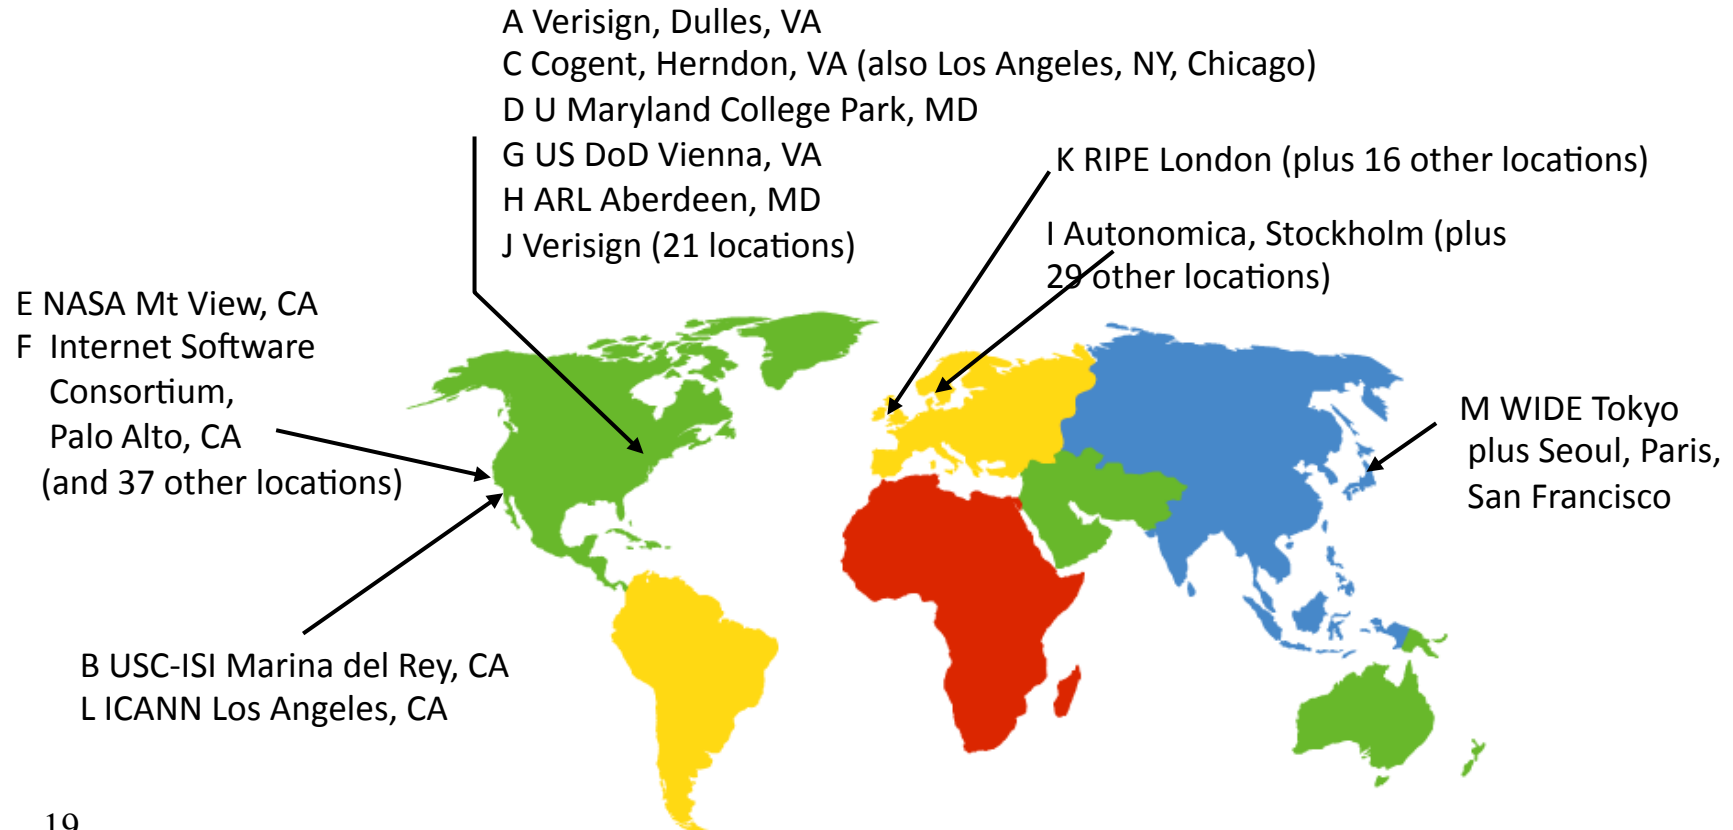 A Verisign, Dulles, VA
C Cogent, Herndon, VA (also Los Angeles, NY, Chicago)
D U Maryland College Park, MD
G US DoD Vienna, VA
H ARL Aberdeen, MD
J Verisign (21 locations)
K RIPE London (plus 16 other locations)
I Autonomica, Stockholm (plus
29 other locations)
E NASA Mt View, CA
F Internet Software
Consortium,
Palo Alto, CA
(and 37 other locations)
M WIDE Tokyo
plus Seoul, Paris,
San Francisco
B USC-ISI Marina del Rey, CA
L ICANN Los Angeles, CA
19